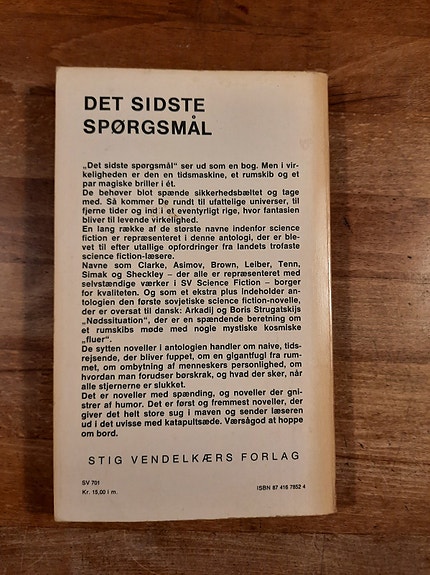 DET SIDSTE
SPØRGSMÅL
„Det sidste spørgsmål“ ser ud som en bog. Men i vir-
keligheden er den en tidsmaskine, et rumskib og et
par magiske briller i ét.
De behøver blot spænde sikkerhedsbæltet og tage
med. Så kommer De rundt til ufattelige universer, til
fjerne tider og ind i et eventyrligt rige, hvor fantasien
bliver til levende virkelighed.
En lang række af de største navne indenfor science
fiction er repræsenteret i denne antologi, der er ble-
vet til efter utallige opfordringer fra landets trofaste
science fiction-læsere.
Navne som Clarke, Asimov, Brown, Leiber, Tenn,
Simak og Sheckley – der alle er repræsenteret med
selvstændige værker i SV Science Fiction – borger
for kvaliteten. Og som et ekstra plus indeholder an-
tologien den første sovjetiske science fiction-novelle,
der er oversat til dansk: Arkadij og Boris Strugatskijs
„Nødssituation“, der er en spændende beretning om
et rumskibs møde med nogle mystiske kosmiske
„fluer“.
De sytten noveller i antologien handler om naive, tids-
rejsende, der bliver fuppet, om en gigantfugl fra rum-
met, om ombytning af menneskers personlighed, om
hvordan man forudser børskrak, og hvad der sker, når
alle stjernerne er slukket.
Det er noveller med spænding, og noveller der gni-
strer af humor. Det er først og fremmest noveller, der
giver det helt store sug i maven og sender læseren
ud i det uvisse med katapultsæde. Værsågod at hoppe
om bord.
STIG VENDELKÆRS FORLAG
SV 701
Kr. 15,00 I m.
ISBN 87 416 7852 4